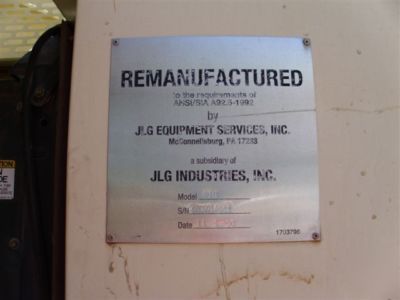 REMANUFACTURED
to the requirements of
ANSI/SIA A92.5-1992
by
JLG EQUIPMENT SERVICES, INC.
McConnellsburg, PA 17233
a subsidiary of
JLG INDUSTRIES, INC.
Model
S/N
Date
1703796